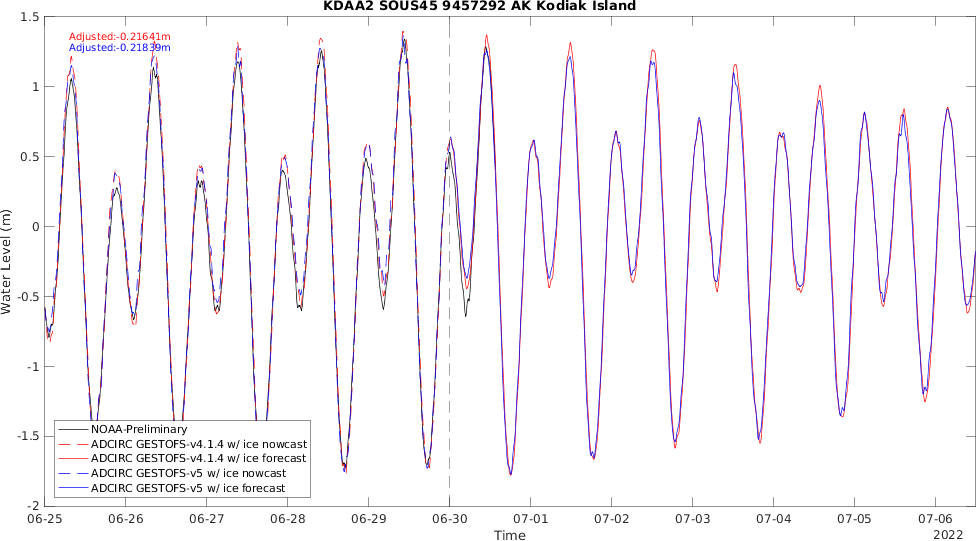 KDAA2 SOUS45 9457292 AK Kodiak Island
Adjusted:-0.21641m
Adjusted:-0.21839m
1.5
1
0.5
0
-0.5
-1
-1.5
-2
Water Level (m)
NOAA-Preliminary
ADCIRC GESTOFS-v4.1.4 w/ ice nowcast
ADCIRC GESTOFS-v4.1.4 w/ ice forecast
ADCIRC GESTOFS-v5 w/ ice nowcast
ADCIRC GESTOFS-v5 w/ ice forecast
06-25 06-26 06-27 06-28 06-29 06-30 07-01 07-02 07-03 07-04 07-05 07-06
Time
2022